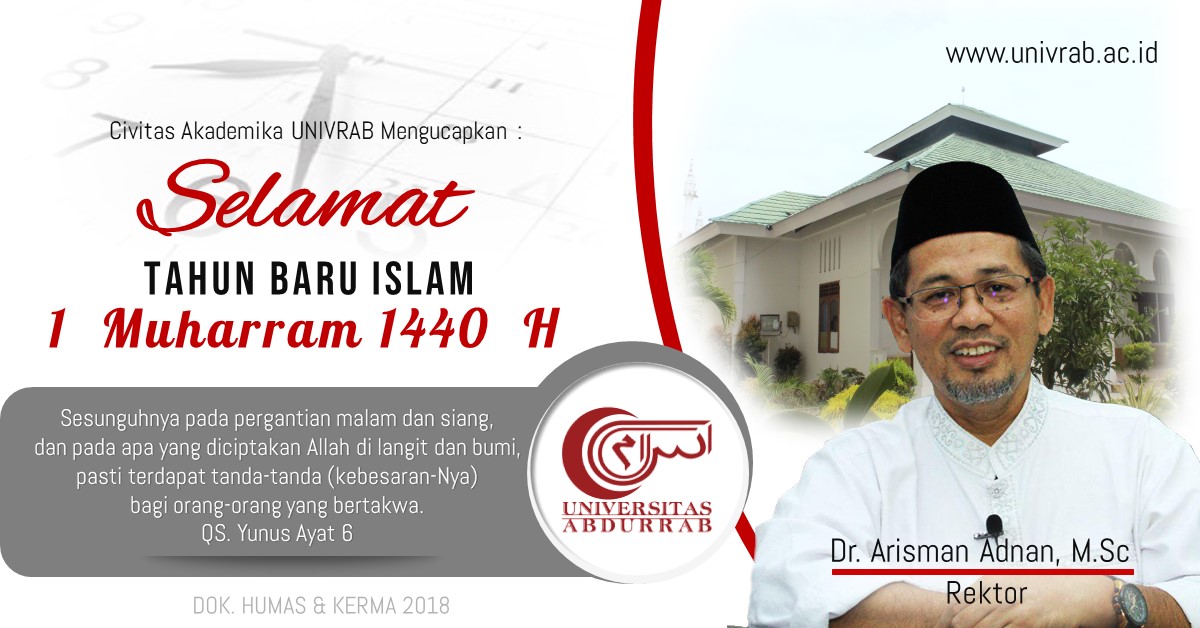 www.univrab.ac.id
Civitas Akademika UNIVRAB Mengucapkan :
Selamat
TAHUN BARU ISLAM
1 Muharram 1440 H
Sesunguhnya pada pergantian malam dan siang,
dan pada apa yang diciptakan Allah di langit dan bumi,
pasti terdapat tanda-tanda (kebesaran-Nya)
bagi orang-orang yang bertakwa.
QS. Yunus Ayat 6
UNIVERSITAS
ABDURRAB
Dr. Arisman Adnan, M.Sc
Rektor
DOK. HUMAS & KERMA 2018